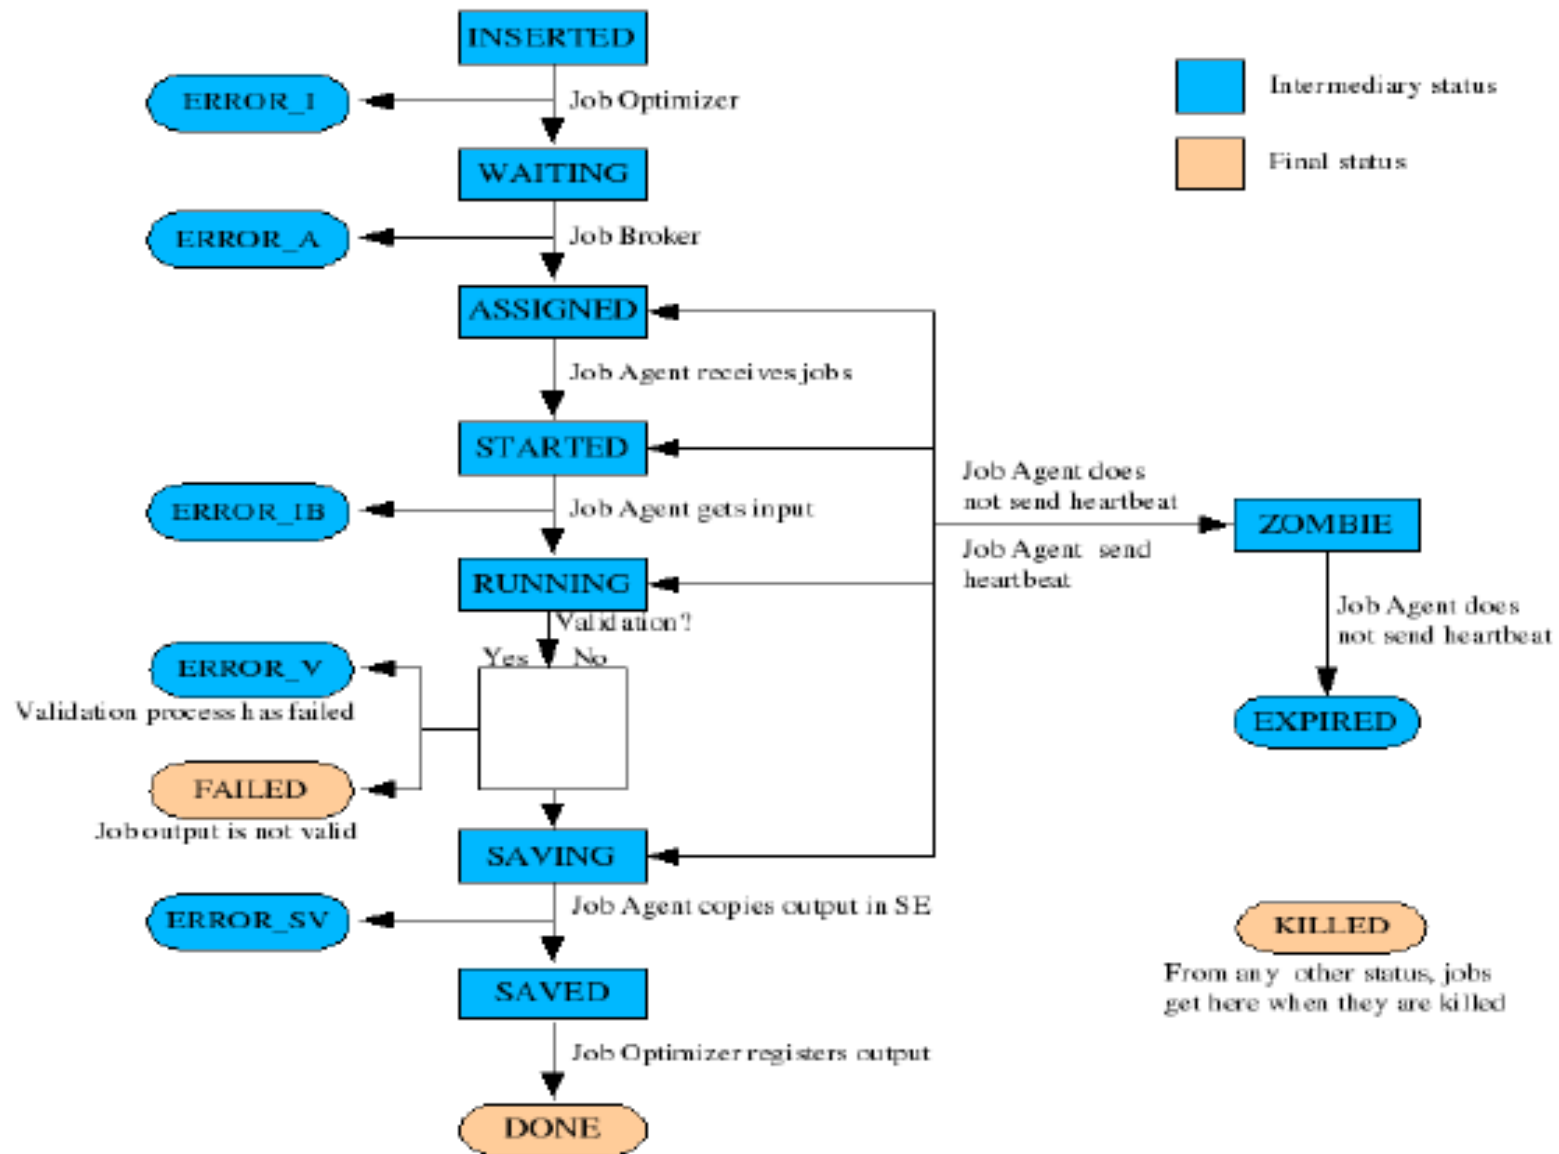 INSERTED
ERROR_I
Job Optimizer
WAITING
ERROR_A
Job Broker
ASSIGNED
Job Agent receives jobs
STARTED
ERROR_IB
Job Agent gets input
RUNNING
Validation?
Yes No
ERROR_V
Validation process has failed
FAILED
Job output is not valid
SAVING
Job Agent copies output in SE
ERROR_SV
SAVED
Job Optimizer registers output
DONE
Intermediary status
Final status
Job Agent does
not send heartbeat
Job Agent send
heartbeat
ZOMBIE
Job Agent does
not send heartbeat
EXPIRED
KILLED
From any other status, jobs
get here when they are killed